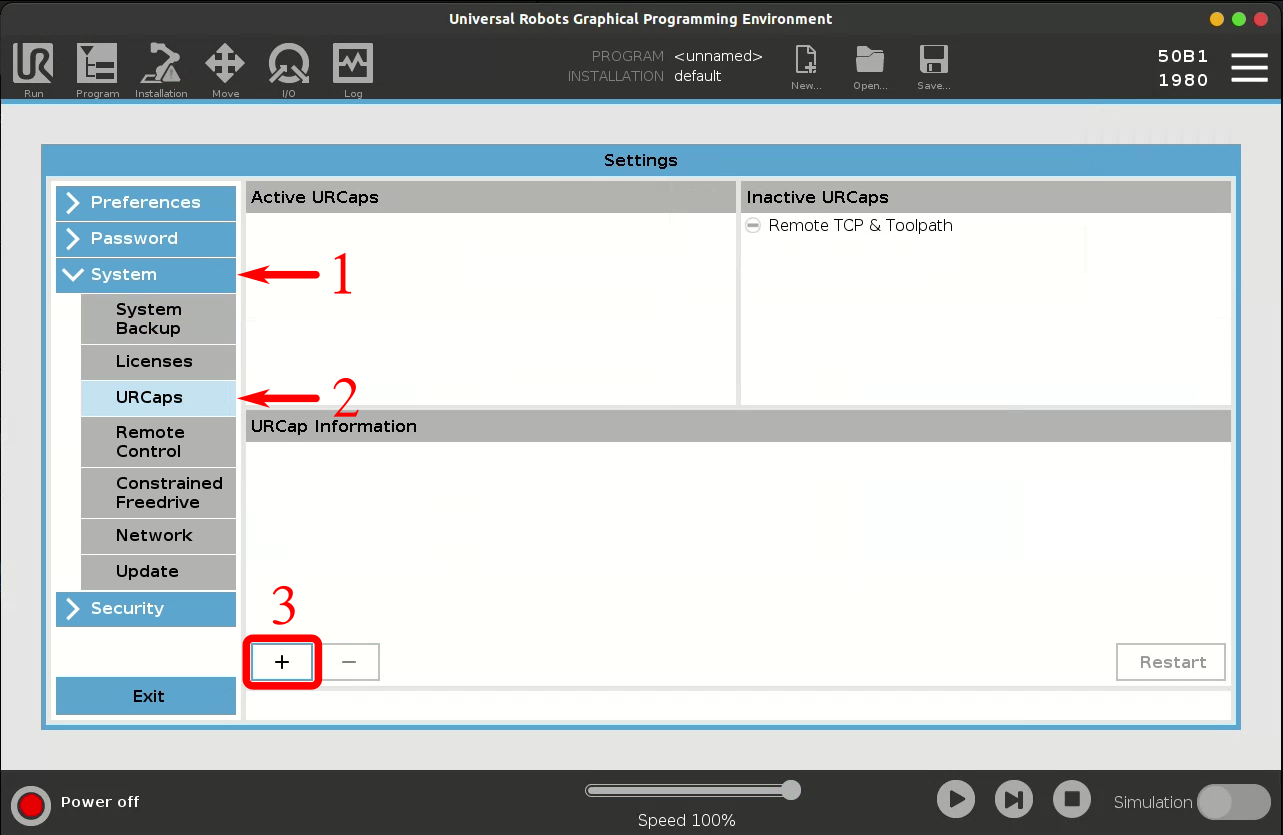 Universal Robots Graphical Programming Environment
UR
Run
Program
Installation
Move
I/O
Log
PROGRAM <unnamed>
INSTALLATION default
New...
Open...
Save...
50B1
1980
Settings
Preferences
Password
System
1
System
Backup
Licenses
URCaps
2
Remote
Control
Constrained
Freedrive
Network
Update
Security
Exit
Active URCaps
Inactive URCaps
Remote TCP & Toolpath
URCap Information
3
+
−
Restart
Power off
Speed 100%
Simulation